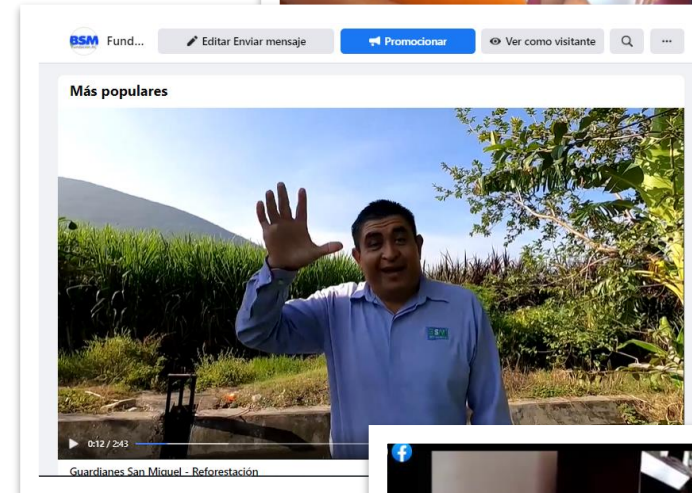 BSM Fund... Editar Enviar mensaje Promocionar Ver como visitante ...
Más populares
BSM
0:12 / 2:43
Guardianes San Miguel - Reforestación